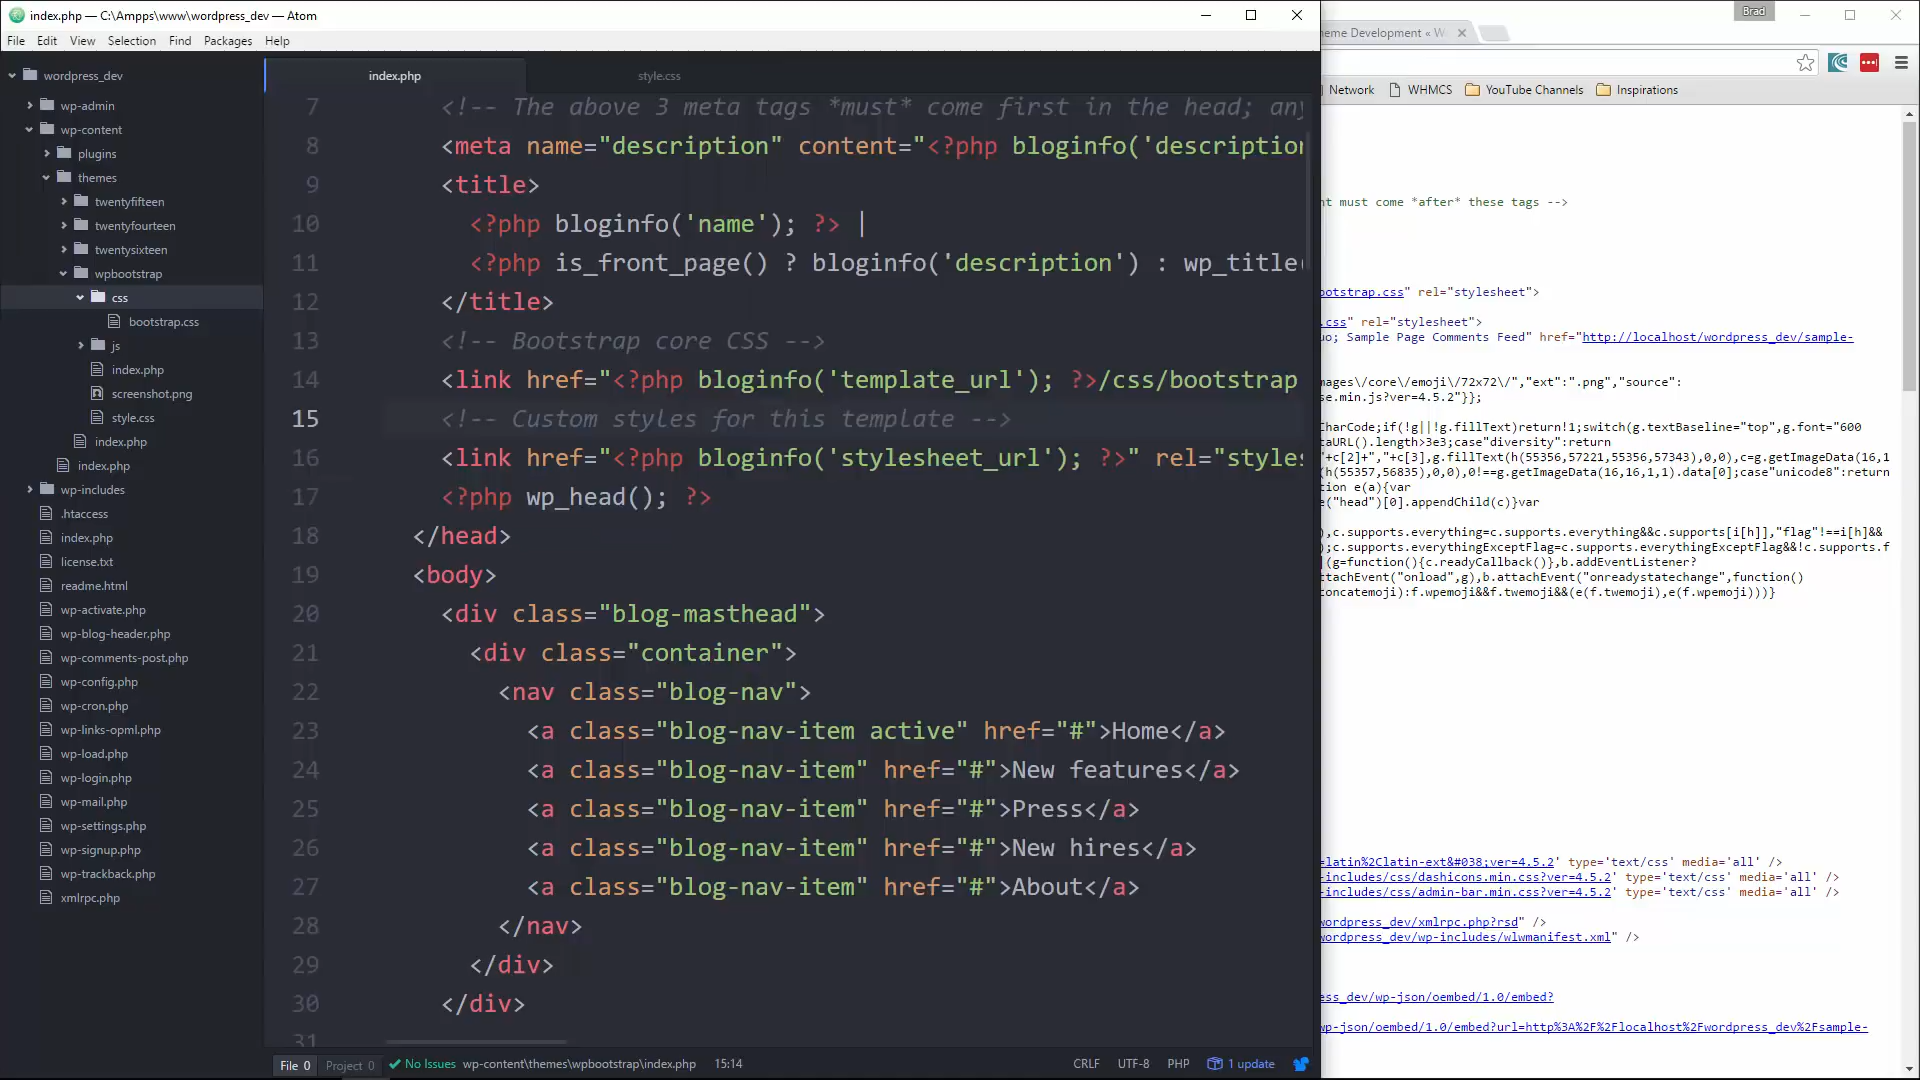 index.php — C:\Ampps\www\wordpress_dev — Atom
File Edit View Selection Find Packages Help
wordpress_dev
wp-admin
wp-content
plugins
themes
twentyfifteen
twentyfourteen
twentysixteen
wpbootstrap
css
bootstrap.css
js
index.php
screenshot.png
style.css
index.php
index.php
wp-includes
.htaccess
index.php
license.txt
readme.html
wp-activate.php
wp-blog-header.php
wp-comments-post.php
wp-config.php
wp-cron.php
wp-links-opml.php
wp-load.php
wp-login.php
wp-mail.php
wp-settings.php
wp-signup.php
wp-trackback.php
xmlrpc.php
index.php style.css
7 <!-- The above 3 meta tags *must* come first in the head; any
8 <meta name="description" content="<?php bloginfo('description
9 <title>
10 <?php bloginfo('name'); ?> |
11 <?php is_front_page() ? bloginfo('description') : wp_title(
12 </title>
13 <!-- Bootstrap core CSS -->
14 <link href="<?php bloginfo('template_url'); ?>/css/bootstrap
15 <!-- Custom styles for this template -->
16 <link href="<?php bloginfo('stylesheet_url'); ?>" rel="styles
17 <?php wp_head(); ?>
18 </head>
19 <body>
20 <div class="blog-masthead">
21 <div class="container">
22 <nav class="blog-nav">
23 <a class="blog-nav-item active" href="#">Home</a>
24 <a class="blog-nav-item" href="#">New features</a>
25 <a class="blog-nav-item" href="#">Press</a>
26 <a class="blog-nav-item" href="#">New hires</a>
27 <a class="blog-nav-item" href="#">About</a>
28 </nav>
29 </div>
30 </div>
31
File 0 Project 0 No Issues wp-content\themes\wpbootstrap\index.php 15:14 CRLF UTF-8 PHP 1 update
Brad
eme Development « W
Network WHMCS YouTube Channels Inspirations
nt must come *after* these tags -->
ootstrap.css" rel="stylesheet">
.css" rel="stylesheet">
uo; Sample Page Comments Feed" href="http://localhost/wordpress_dev/sample-
mages\/core\/emoji\/72x72\/","ext":".png","source":
se.min.js?ver=4.5.2"}};
CharCode;if(!g||!g.fillText)return!1;switch(g.textBaseline="top",g.font="600
taURL().length>3e3;case"diversity":return
"+c[2]+","+c[3],g.fillText(h(55356,57221,55356,57343),0,0),c=g.getImageData(16,1
(h(55357,56835),0,0),0!==g.getImageData(16,16,1,1).data[0];case"unicode8":return
tion e(a){var
e("head")[0].appendChild(c)}var
),c.supports.everything=c.supports.everything&&c.supports[i[h]],"flag"!==i[h]&&
);c.supports.everythingExceptFlag=c.supports.everythingExceptFlag&&!c.supports.f
(g=function(){c.readyCallback()},b.addEventListener?
ttachEvent("onload",g),b.attachEvent("onreadystatechange",function()
concatemoji):f.wpemoji&&f.twemoji&&(e(f.twemoji),e(f.wpemoji)))}
=latin%2Clatin-ext&#038;ver=4.5.2' type='text/css' media='all' />
-includes/css/dashicons.min.css?ver=4.5.2' type='text/css' media='all' />
-includes/css/admin-bar.min.css?ver=4.5.2' type='text/css' media='all' />
wordpress_dev/xmlrpc.php?rsd" />
wordpress_dev/wp-includes/wlwmanifest.xml" />
ess_dev/wp-json/oembed/1.0/embed?
wp-json/oembed/1.0/embed?url=http%3A%2F%2Flocalhost%2Fwordpress_dev%2Fsample-